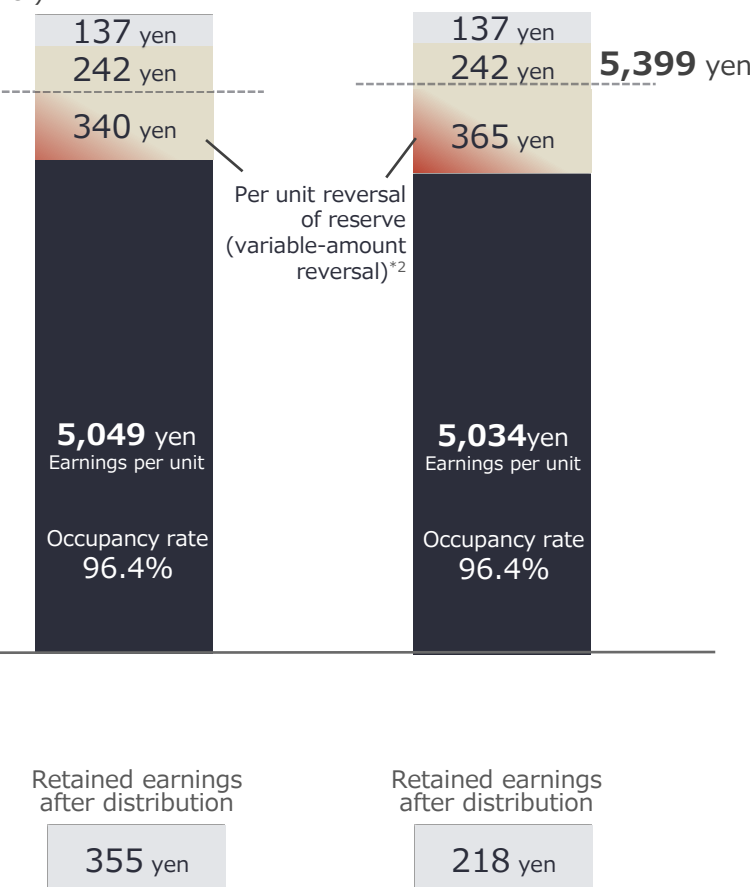 137 yen
137 yen
242 yen
242 yen
5,399 yen
340 yen
365 yen
Per unit reversal
of reserve
(variable-amount
reversal)*2
5,049 yen
Earnings per unit
5,034yen
Earnings per unit
Occupancy rate
96.4%
Occupancy rate
96.4%
Retained earnings
after distribution
Retained earnings
after distribution
355 yen
218 yen